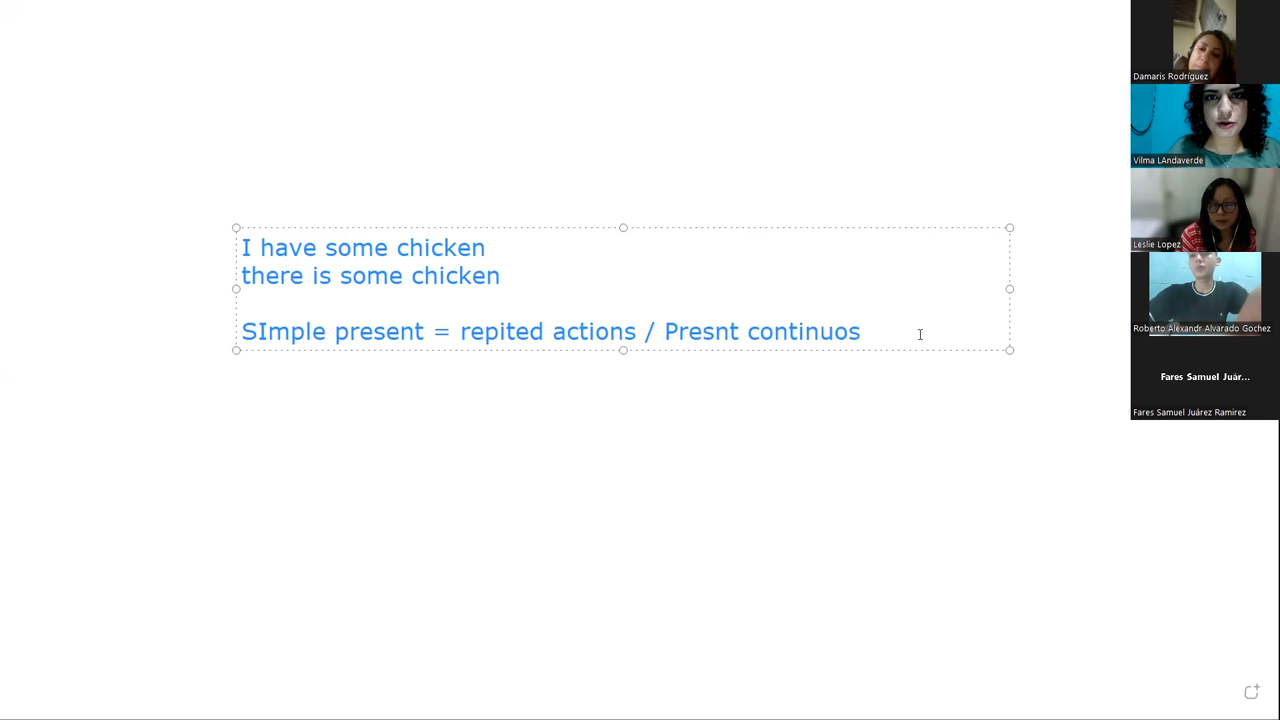 I have some chicken
there is some chicken
SImple present = repited actions / Presnt continuos
Damaris Rodríguez
Vilma LAndaverde
Leslie Lopez
Roberto Alexandr Alvarado Gochez
Fares Samuel Juár...
Fares Samuel Juárez Ramirez